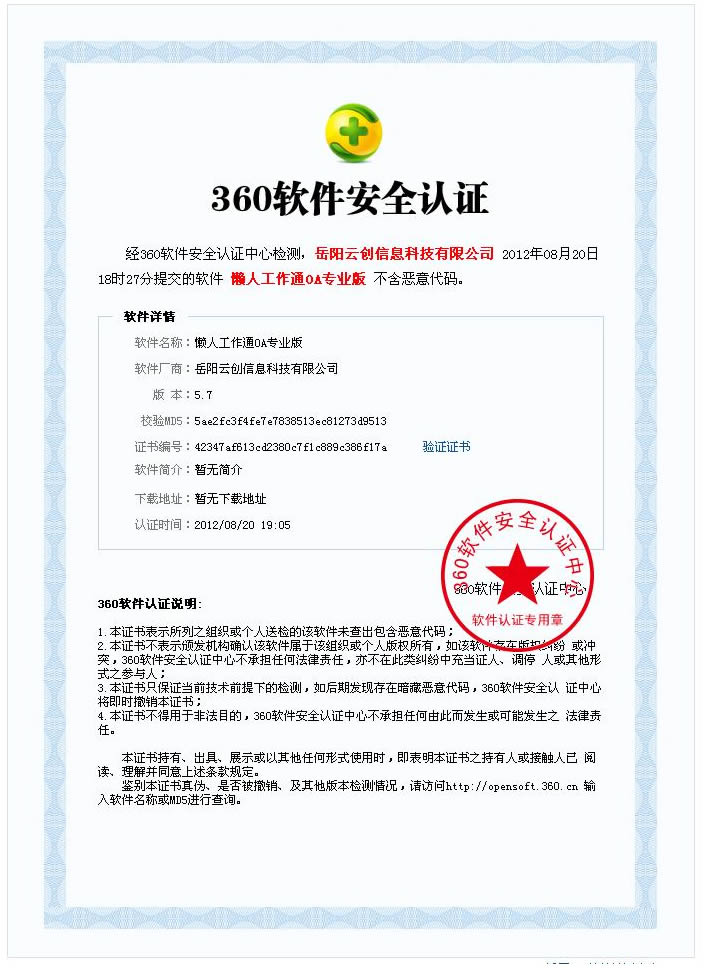 360软件安全认证
经360软件安全认证中心检测，岳阳云创信息科技有限公司 2012年08月20日
18时27分提交的软件 懒人工作通OA专业版 不含恶意代码。
软件详情
软件名称：懒人工作通OA专业版
软件厂商：岳阳云创信息科技有限公司
版 本：5.7
校验MD5：5ae2fc3f4fe7e7838513ec81273d9513
证书编号：42347af613cd2380c7f1c889c386f17a 验证证书
软件简介：暂无简介
下载地址：暂无下载地址
认证时间：2012/08/20 19:05
360软件安全认证中心
360软件安全认证中心
软件认证专用章
360软件认证说明:
1.本证书表示所列之组织或个人送检的该软件未查出包含恶意代码；
2.本证书不表示颁发机构确认该软件属于该组织或个人版权所有，如该软件存在版权纠纷 或冲
突，360软件安全认证中心不承担任何法律责任，亦不在此类纠纷中充当证人、调停 人或其他形
式之参与人；
3.本证书只保证当前技术前提下的检测，如后期发现存在暗藏恶意代码，360软件安全认 证中心
将即时撤销本证书；
4.本证书不得用于非法目的，360软件安全认证中心不承担任何由此而发生或可能发生之 法律责
任。
本证书持有、出具、展示或以其他任何形式使用时，即表明本证书之持有人或接触人已 阅
读、理解并同意上述条款规定。
鉴别本证书真伪、是否被撤销、及其他版本检测情况，请访问http://opensoft.360.cn 输
入软件名称或MD5进行查询。